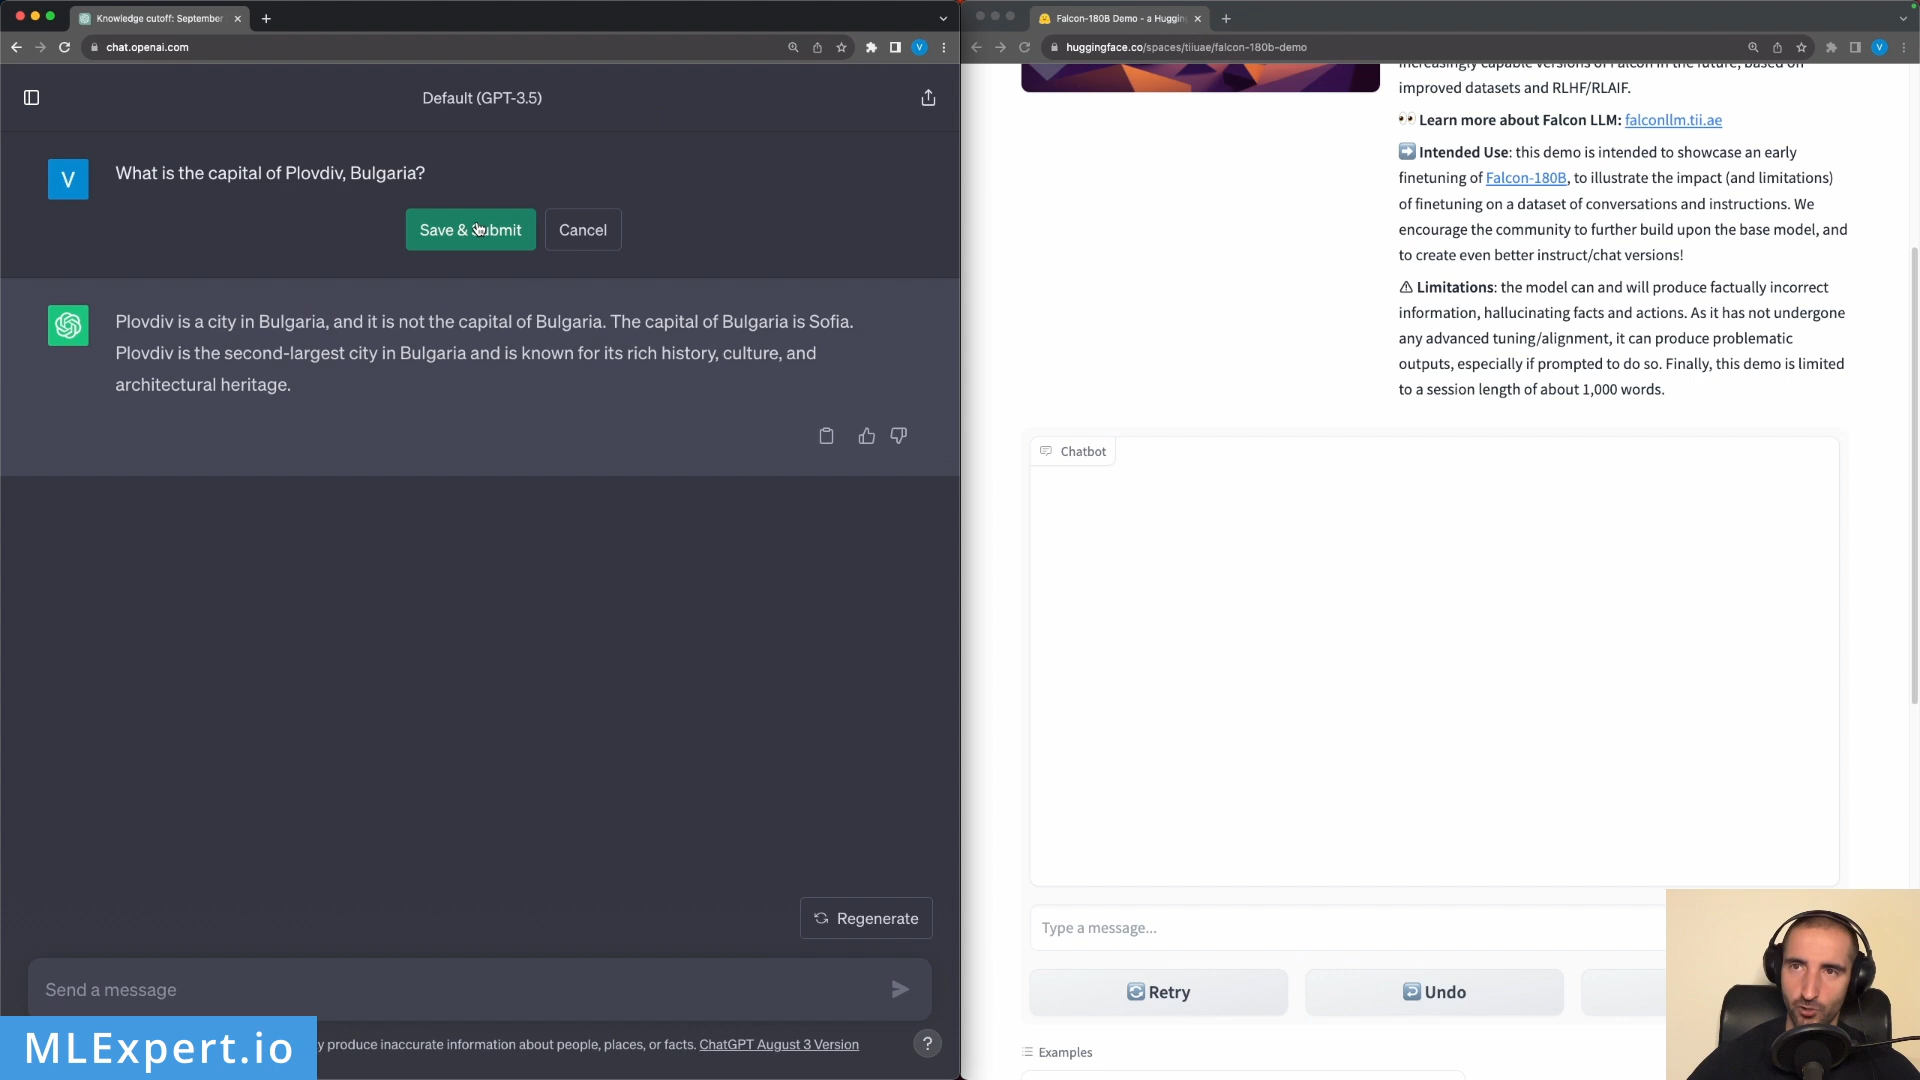 Knowledge cutoff: September
chat.openai.com
V
Default (GPT-3.5)
V
What is the capital of Plovdiv, Bulgaria?
Save & Submit
Cancel
Plovdiv is a city in Bulgaria, and it is not the capital of Bulgaria. The capital of Bulgaria is Sofia.
Plovdiv is the second-largest city in Bulgaria and is known for its rich history, culture, and
architectural heritage.
Regenerate
Send a message
MLExpert.io
y produce inaccurate information about people, places, or facts. ChatGPT August 3 Version
?
Falcon-180B Demo - a Huggin
huggingface.co/spaces/tiiuae/falcon-180b-demo
V
increasingly capable versions of Falcon in the future, based on
improved datasets and RLHF/RLAIF.
Learn more about Falcon LLM: falconllm.tii.ae
Intended Use: this demo is intended to showcase an early
finetuning of Falcon-180B, to illustrate the impact (and limitations)
of finetuning on a dataset of conversations and instructions. We
encourage the community to further build upon the base model, and
to create even better instruct/chat versions!
⚠ Limitations: the model can and will produce factually incorrect
information, hallucinating facts and actions. As it has not undergone
any advanced tuning/alignment, it can produce problematic
outputs, especially if prompted to do so. Finally, this demo is limited
to a session length of about 1,000 words.
Chatbot
Type a message...
Retry
Undo
Examples